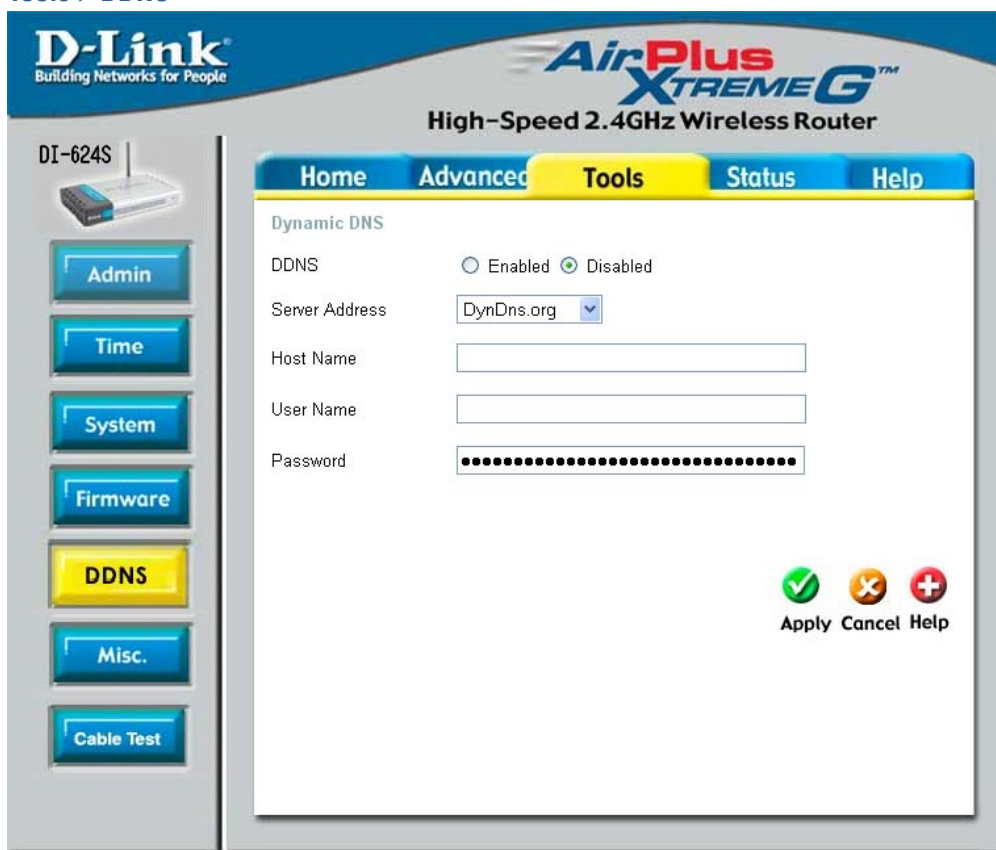 D-Link
Building Networks for People
AirPlus
XTREME G™
High-Speed 2.4GHz Wireless Router
DI-624S
Home Advanced Tools Status Help
Admin
Time
System
Firmware
DDNS
Misc.
Cable Test
Dynamic DNS
DDNS Enabled Disabled
Server Address DynDns.org
Host Name
User Name
Password
Apply Cancel Help